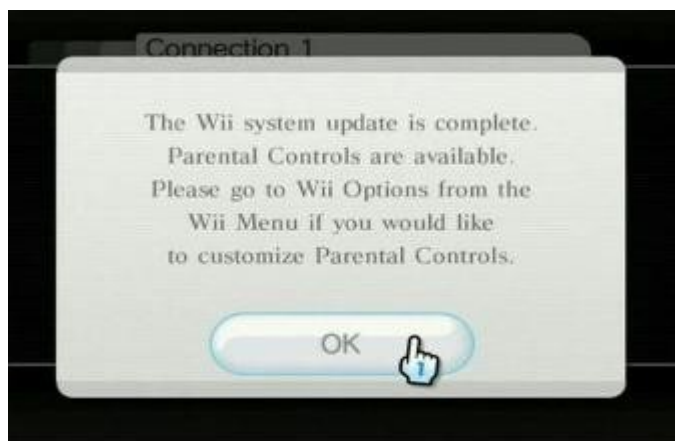 Connection 1
The Wii system update is complete.
Parental Controls are available.
Please go to Wii Options from the
Wii Menu if you would like
to customize Parental Controls.
OK
1